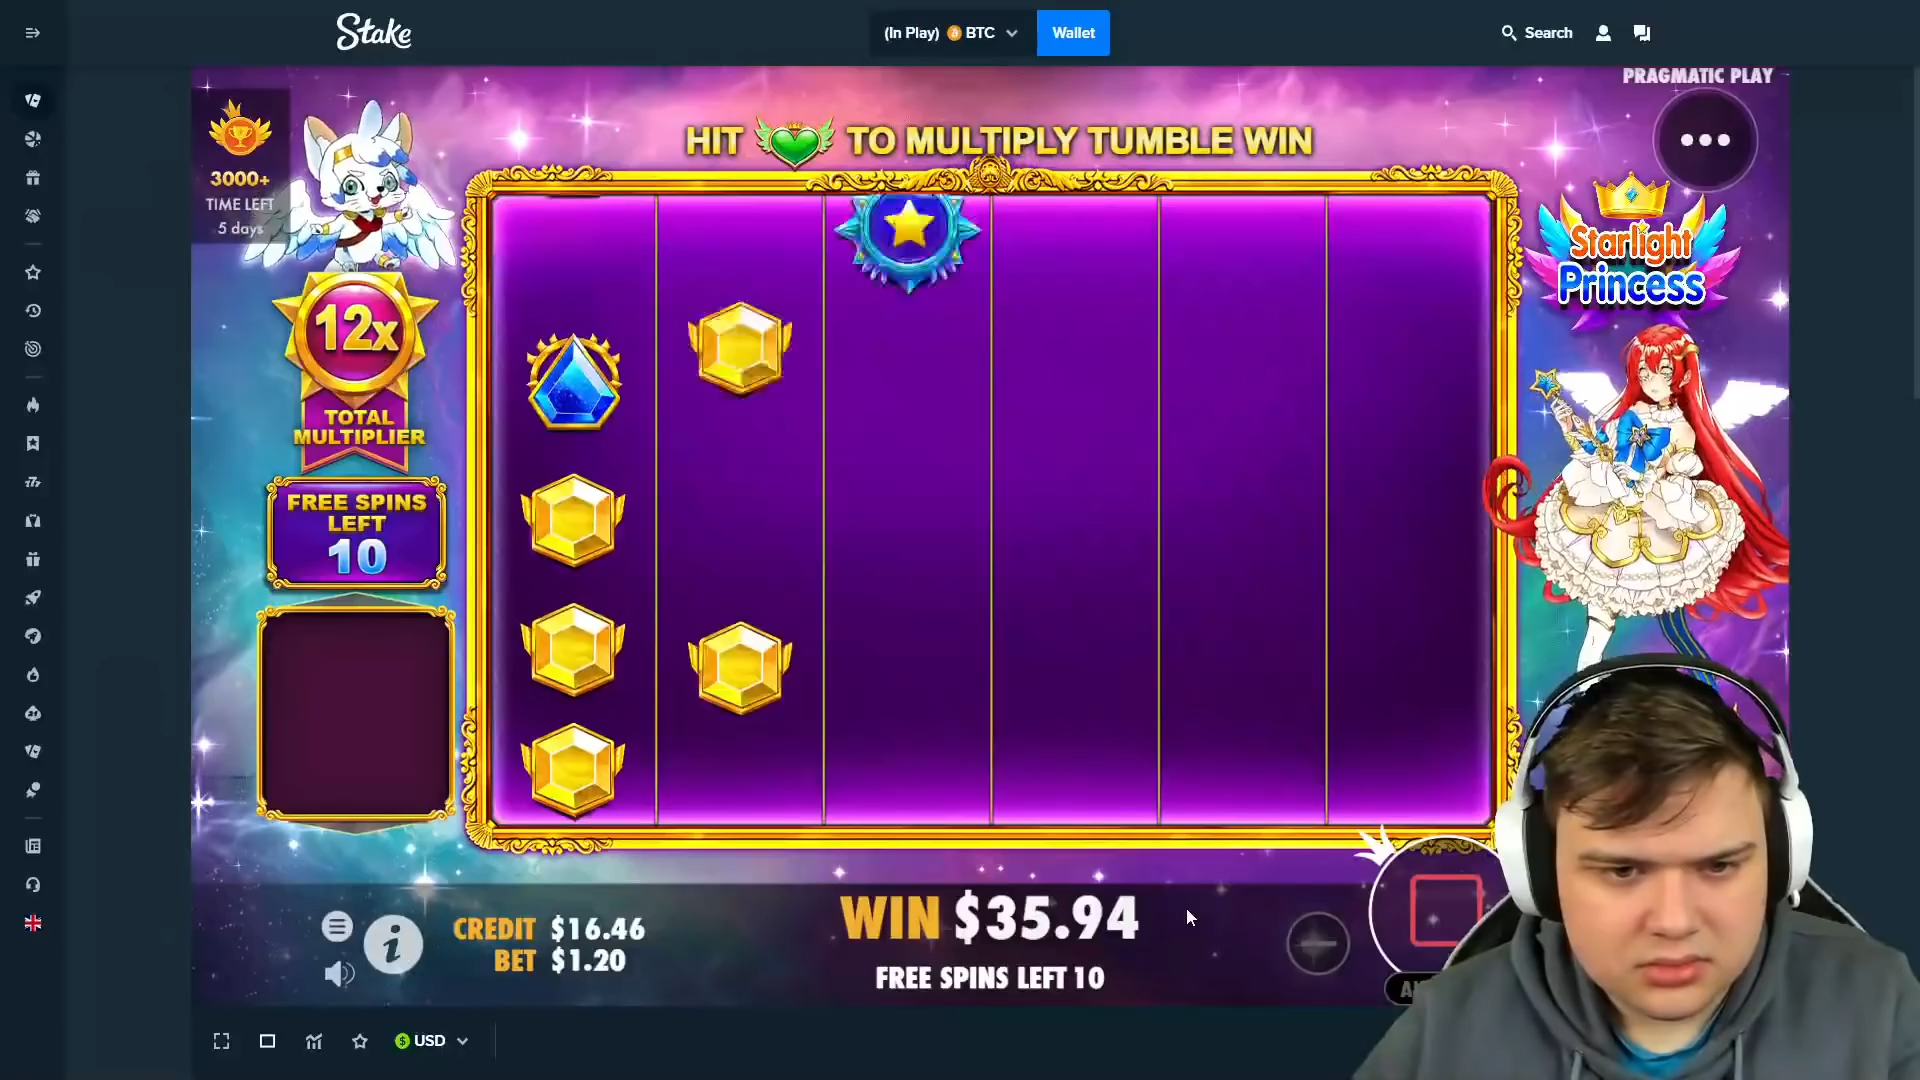 Stake
(In Play) BTC
Wallet
Search
PRAGMATIC PLAY
3000+
TIME LEFT
5 days
HIT TO MULTIPLY TUMBLE WIN
Starlight
Princess
12x
TOTAL
MULTIPLIER
FREE SPINS
LEFT
10
CREDIT $16.46
BET $1.20
WIN $35.94
FREE SPINS LEFT 10
USD